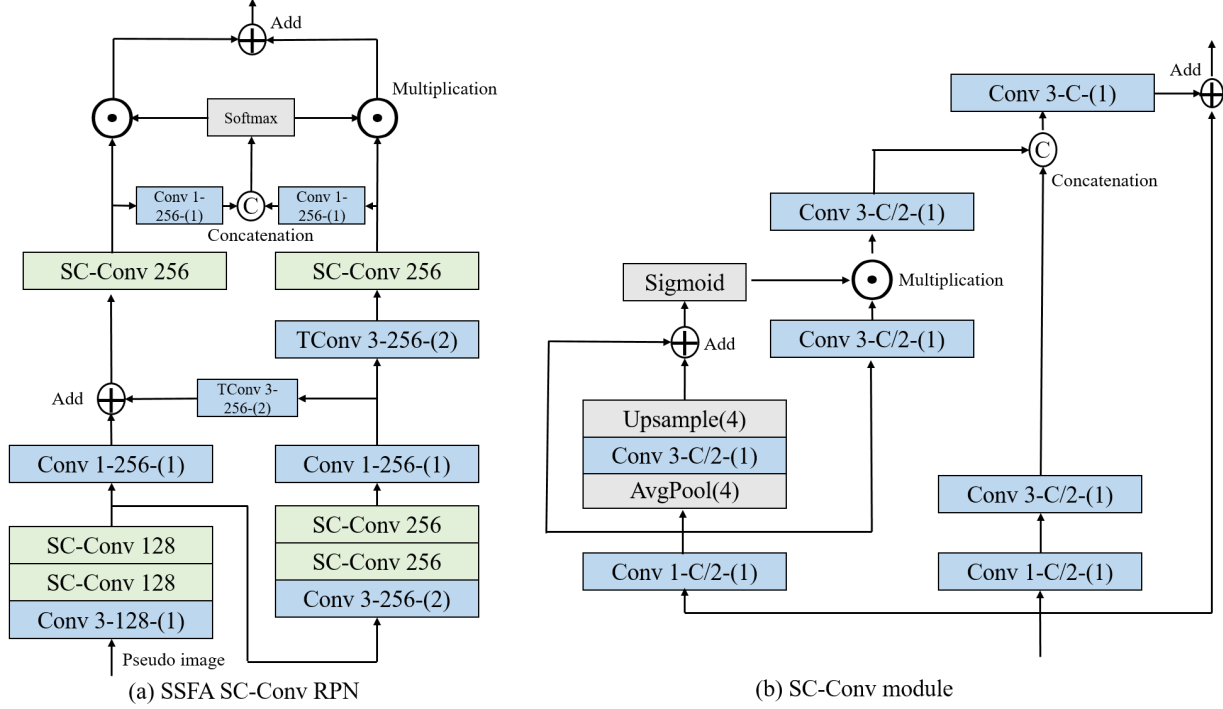 Add
Multiplication
Softmax
Conv 1-
256-(1)
C
Conv 1-
256-(1)
Concatenation
SC-Conv 256
SC-Conv 256
TConv 3-256-(2)
Add
TConv 3-
256-(2)
Conv 1-256-(1)
Conv 1-256-(1)
SC-Conv 128
SC-Conv 128
Conv 3-128-(1)
SC-Conv 256
SC-Conv 256
Conv 3-256-(2)
Pseudo image
(a) SSFA SC-Conv RPN
Add
Conv 3-C-(1)
C
Concatenation
Conv 3-C/2-(1)
Sigmoid
Multiplication
Add
Conv 3-C/2-(1)
Upsample(4)
Conv 3-C/2-(1)
AvgPool(4)
Conv 3-C/2-(1)
Conv 1-C/2-(1)
Conv 1-C/2-(1)
(b) SC-Conv module